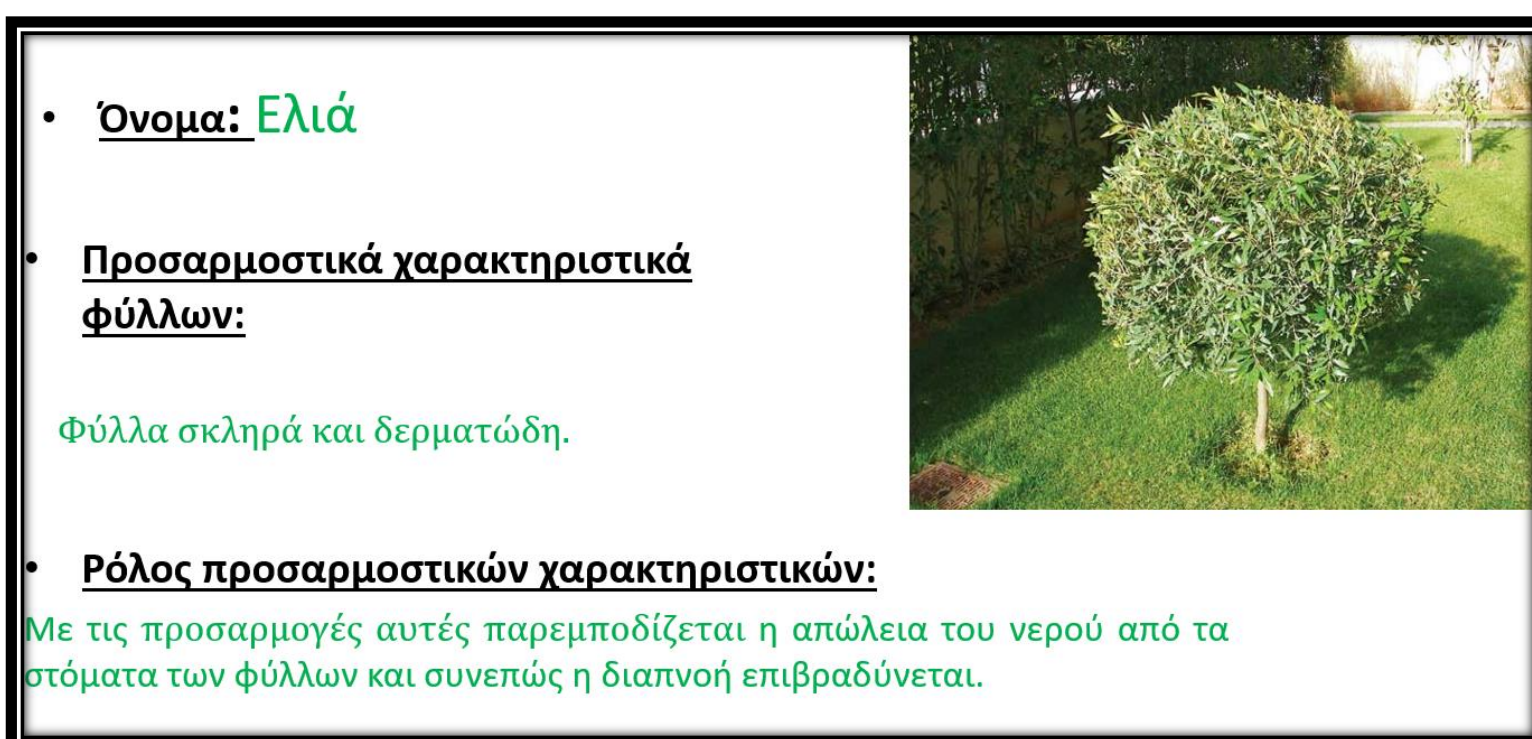 • Όνομα: Ελιά
• Προσαρμοστικά χαρακτηριστικά
φύλλων:
Φύλλα σκληρά και δερματώδη.
• Ρόλος προσαρμοστικών χαρακτηριστικών:
Με τις προσαρμογές αυτές παρεμποδίζεται η απώλεια του νερού από τα
στόματα των φύλλων και συνεπώς η διαπνοή επιβραδύνεται.